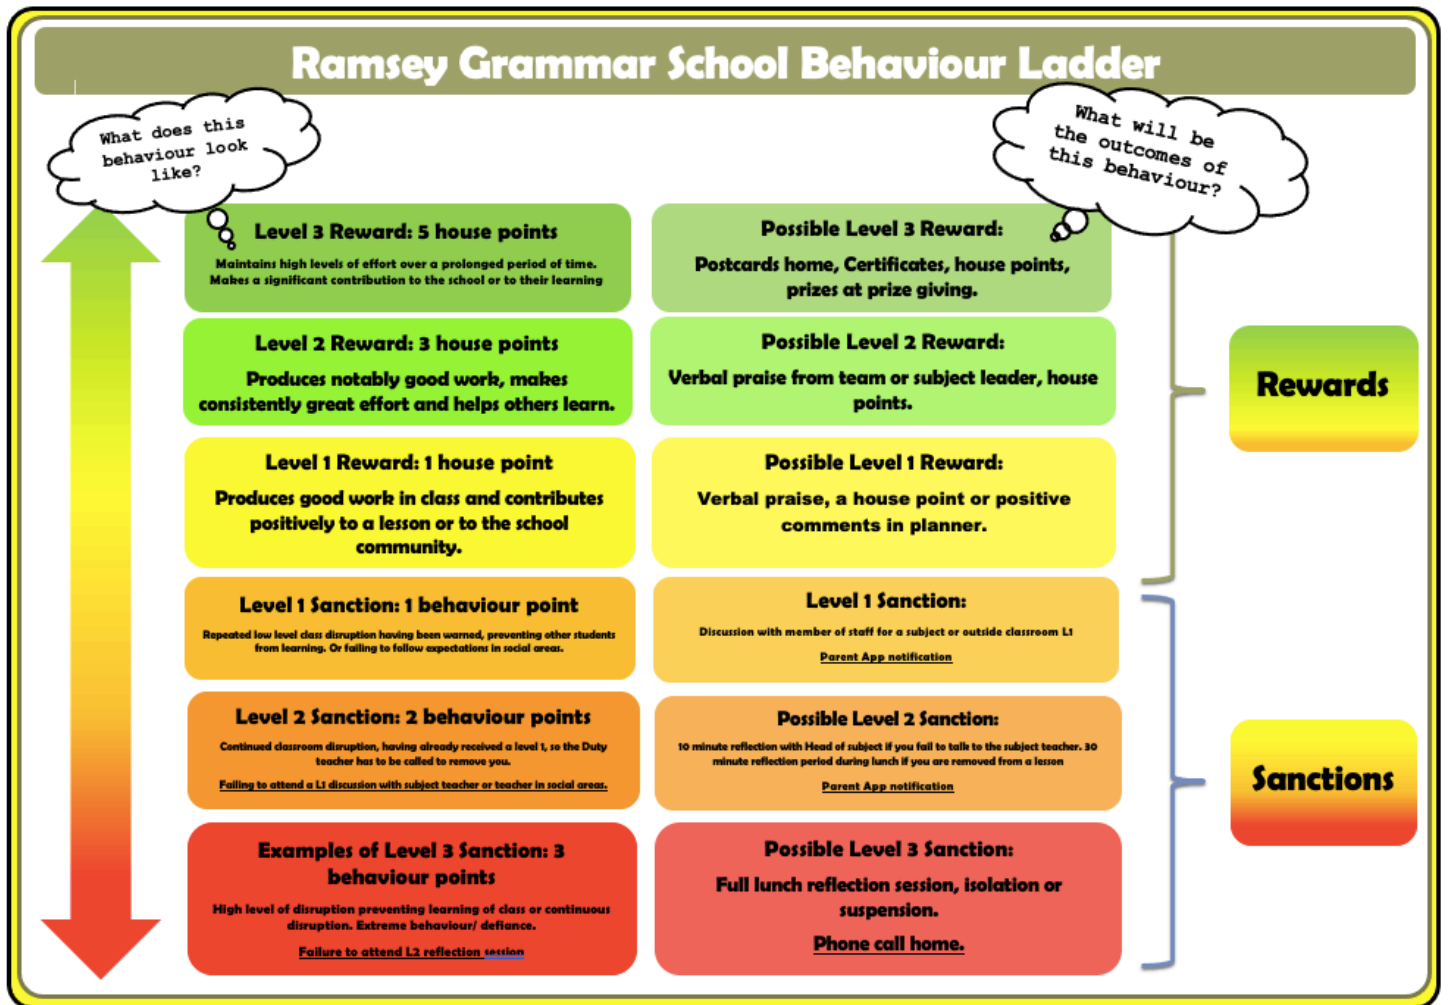 Ramsey Grammar School Behaviour Ladder
What does this
behaviour look
like?
What will be
the outcomes of
this behaviour?
Level 3 Reward: 5 house points
Maintains high levels of effort over a prolonged period of time.
Makes a significant contribution to the school or to their learning
Possible Level 3 Reward:
Postcards home, Certificates, house points,
prizes at prize giving.
Level 2 Reward: 3 house points
Produces notably good work, makes
consistently great effort and helps others learn.
Possible Level 2 Reward:
Verbal praise from team or subject leader, house
points.
Rewards
Level 1 Reward: 1 house point
Produces good work in class and contributes
positively to a lesson or to the school
community.
Possible Level 1 Reward:
Verbal praise, a house point or positive
comments in planner.
Level 1 Sanction: 1 behaviour point
Repeated low level class disruption having been warned, preventing other students
from learning. Or failing to follow expectations in social areas.
Level 1 Sanction:
Discussion with member of staff for a subject or outside classroom L1
Parent App notification
Level 2 Sanction: 2 behaviour points
Continued classroom disruption, having already received a level 1, so the Duty
teacher has to be called to remove you.
Failing to attend a L1 discussion with subject teacher or teacher in social areas.
Possible Level 2 Sanction:
10 minute reflection with Head of subject if you fail to talk to the subject teacher. 30
minute reflection period during lunch if you are removed from a lesson
Parent App notification
Sanctions
Examples of Level 3 Sanction: 3
behaviour points
High level of disruption preventing learning of class or continuous
disruption. Extreme behaviour/ defiance.
Failure to attend L2 reflection session
Possible Level 3 Sanction:
Full lunch reflection session, isolation or
suspension.
Phone call home.